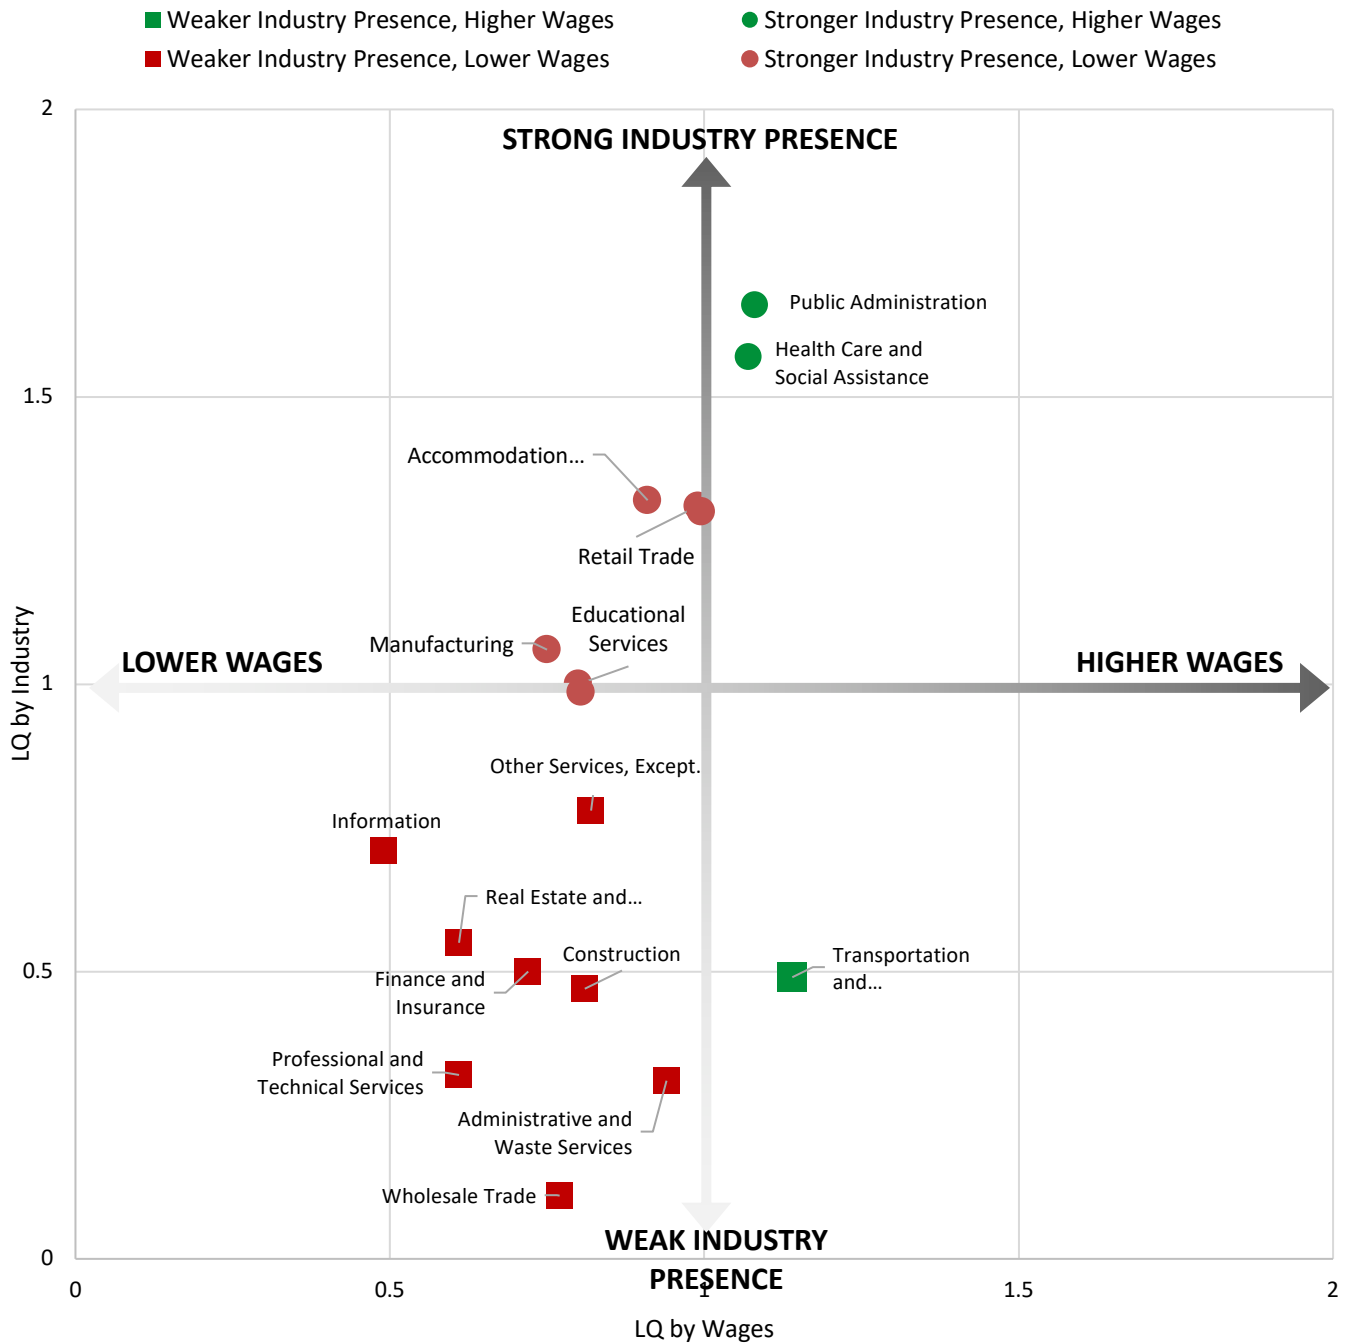 Weaker Industry Presence, Higher Wages
Stronger Industry Presence, Higher Wages
Weaker Industry Presence, Lower Wages
Stronger Industry Presence, Lower Wages
2
STRONG INDUSTRY PRESENCE
Public Administration
Health Care and
Social Assistance
1.5
Accommodation...
Retail Trade
Educational
Services
Manufacturing
LOWER WAGES
HIGHER WAGES
1
LQ by Industry
Other Services, Except.
Information
Real Estate and...
Construction
Transportation
and...
0.5
Finance and
Insurance
Professional and
Technical Services
Administrative and
Waste Services
Wholesale Trade
WEAK INDUSTRY
PRESENCE
0
0
0.5
1
1.5
2
LQ by Wages